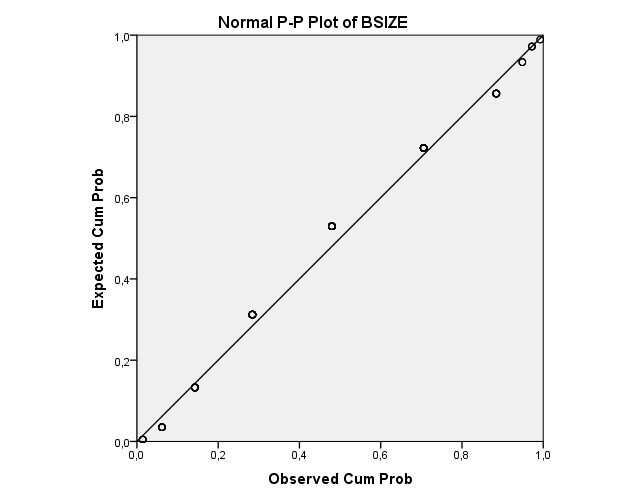 Normal P-P Plot of BSIZE
Expected Cum Prob
1,0
0,8
0,6
0,4
0,2
0,0
0,0 0,2 0,4 0,6 0,8 1,0
Observed Cum Prob